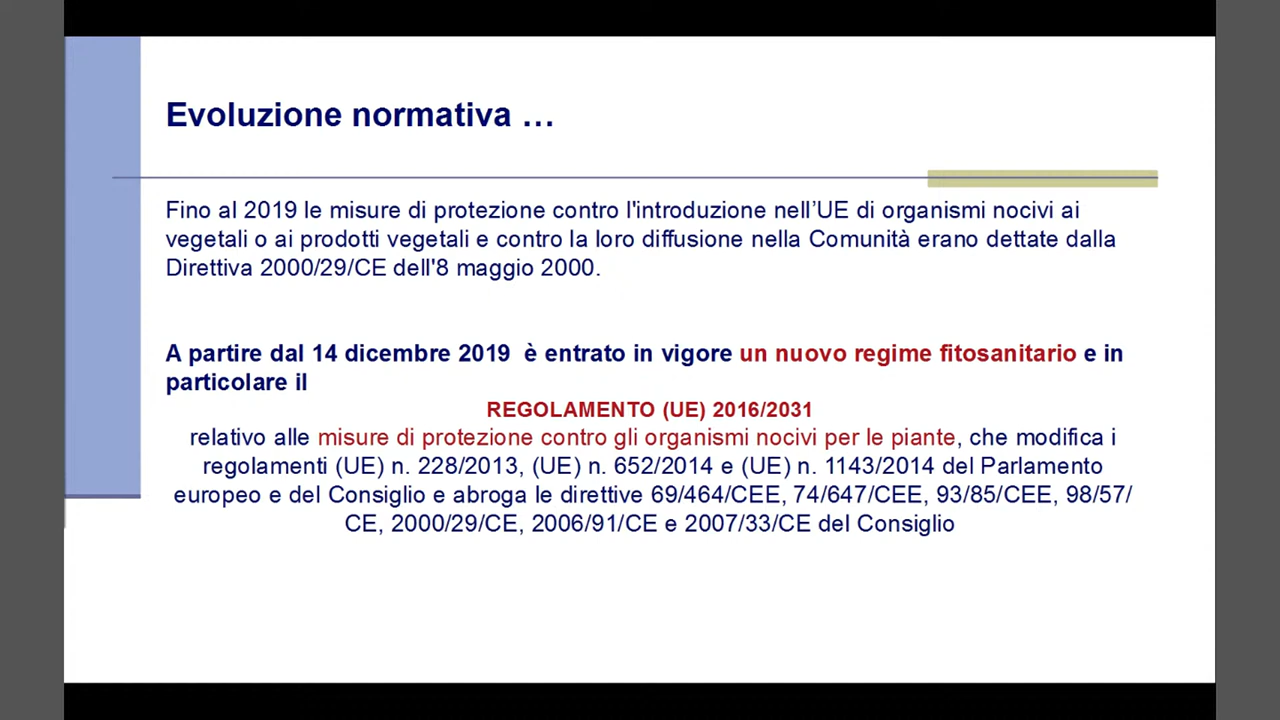 Evoluzione normativa …
Fino al 2019 le misure di protezione contro l'introduzione nell’UE di organismi nocivi ai
vegetali o ai prodotti vegetali e contro la loro diffusione nella Comunità erano dettate dalla
Direttiva 2000/29/CE dell'8 maggio 2000.
A partire dal 14 dicembre 2019 è entrato in vigore un nuovo regime fitosanitario e in
particolare il
REGOLAMENTO (UE) 2016/2031
relativo alle misure di protezione contro gli organismi nocivi per le piante, che modifica i
regolamenti (UE) n. 228/2013, (UE) n. 652/2014 e (UE) n. 1143/2014 del Parlamento
europeo e del Consiglio e abroga le direttive 69/464/CEE, 74/647/CEE, 93/85/CEE, 98/57/
CE, 2000/29/CE, 2006/91/CE e 2007/33/CE del Consiglio